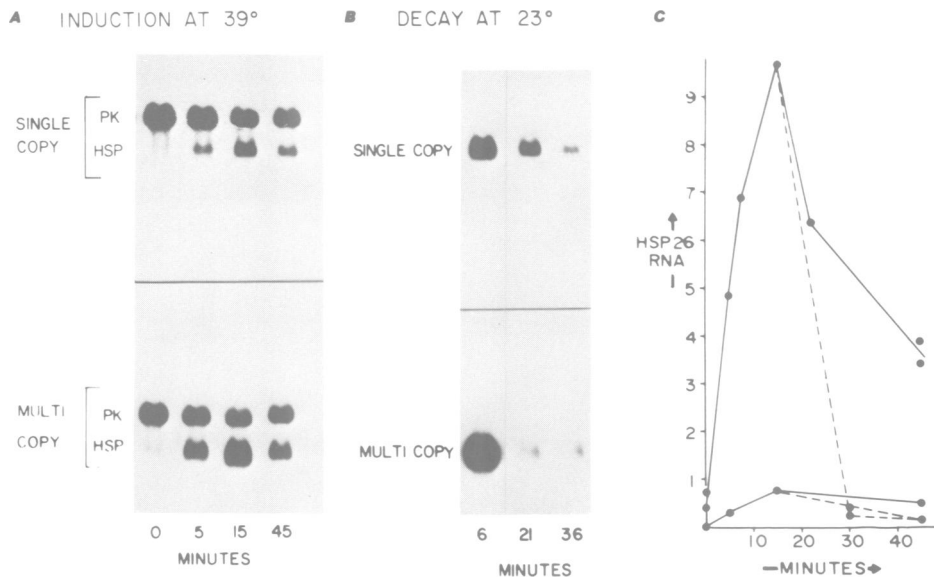 A INDUCTION AT 39°
SINGLE COPY
PK
HSP
MULTI COPY
PK
HSP
0 5 15 45
MINUTES
B DECAY AT 23°
SINGLE COPY
MULTI COPY
6 21 36
MINUTES
C
9
8
7
6
5
4
3
2
1
HSP26
RNA
10 20 30 40
MINUTES